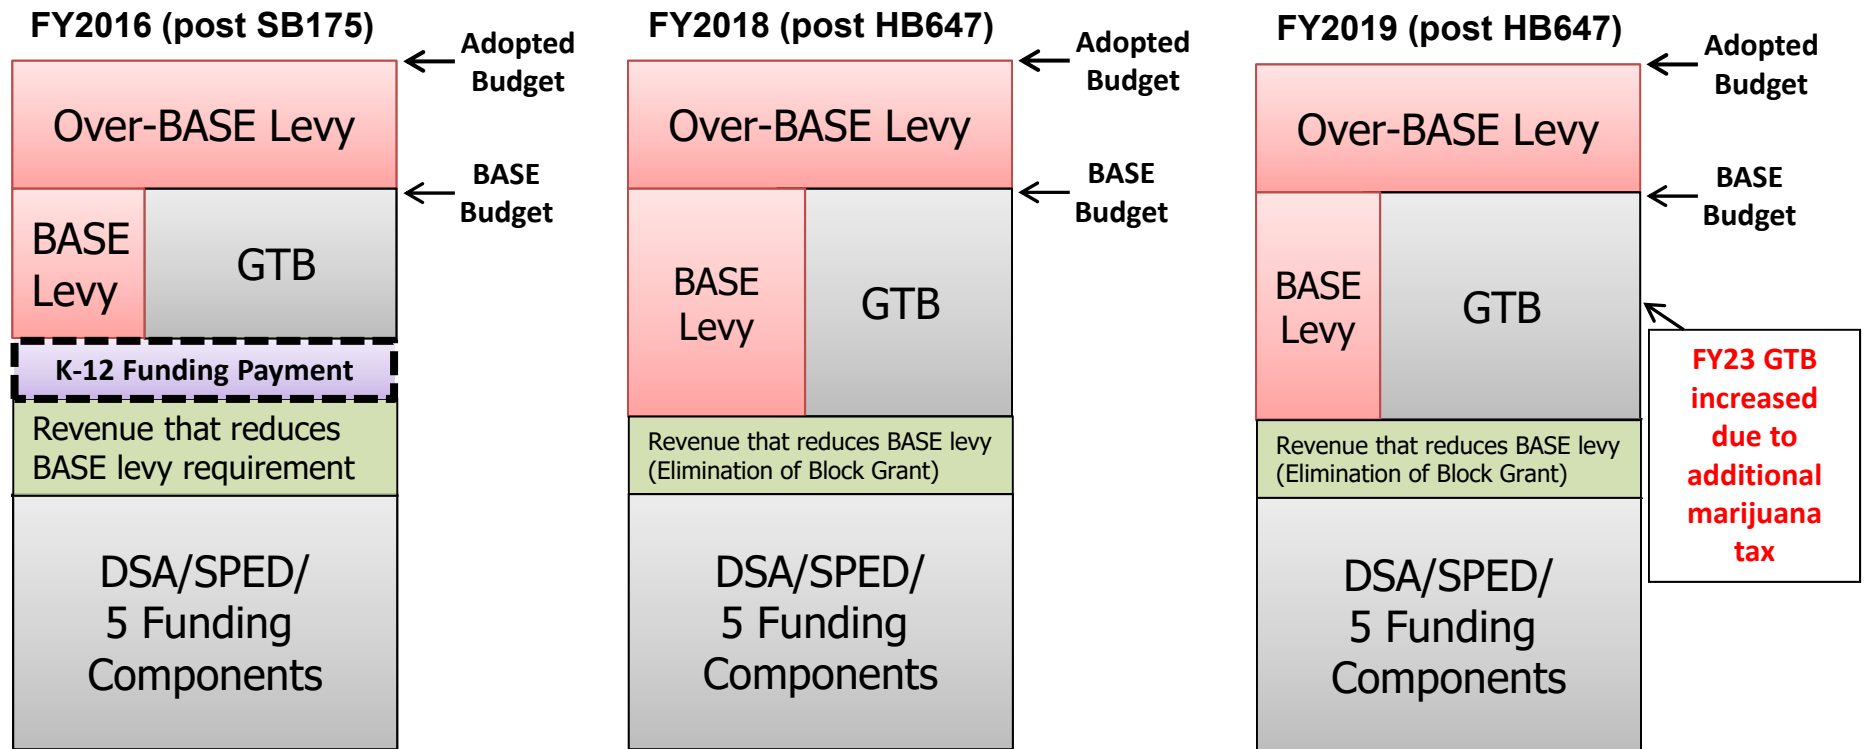 FY2016 (post SB175)
Adopted
Budget
Over-BASE Levy
BASE
Budget
BASE
Levy
GTB
K-12 Funding Payment
Revenue that reduces
BASE levy requirement
DSA/SPED/
5 Funding
Components
FY2018 (post HB647)
Adopted
Budget
Over-BASE Levy
BASE
Budget
BASE
Levy
GTB
Revenue that reduces BASE levy
(Elimination of Block Grant)
DSA/SPED/
5 Funding
Components
FY2019 (post HB647)
Adopted
Budget
Over-BASE Levy
BASE
Budget
BASE
Levy
GTB
FY23 GTB
increased
due to
additional
marijuana
tax
Revenue that reduces BASE levy
(Elimination of Block Grant)
DSA/SPED/
5 Funding
Components